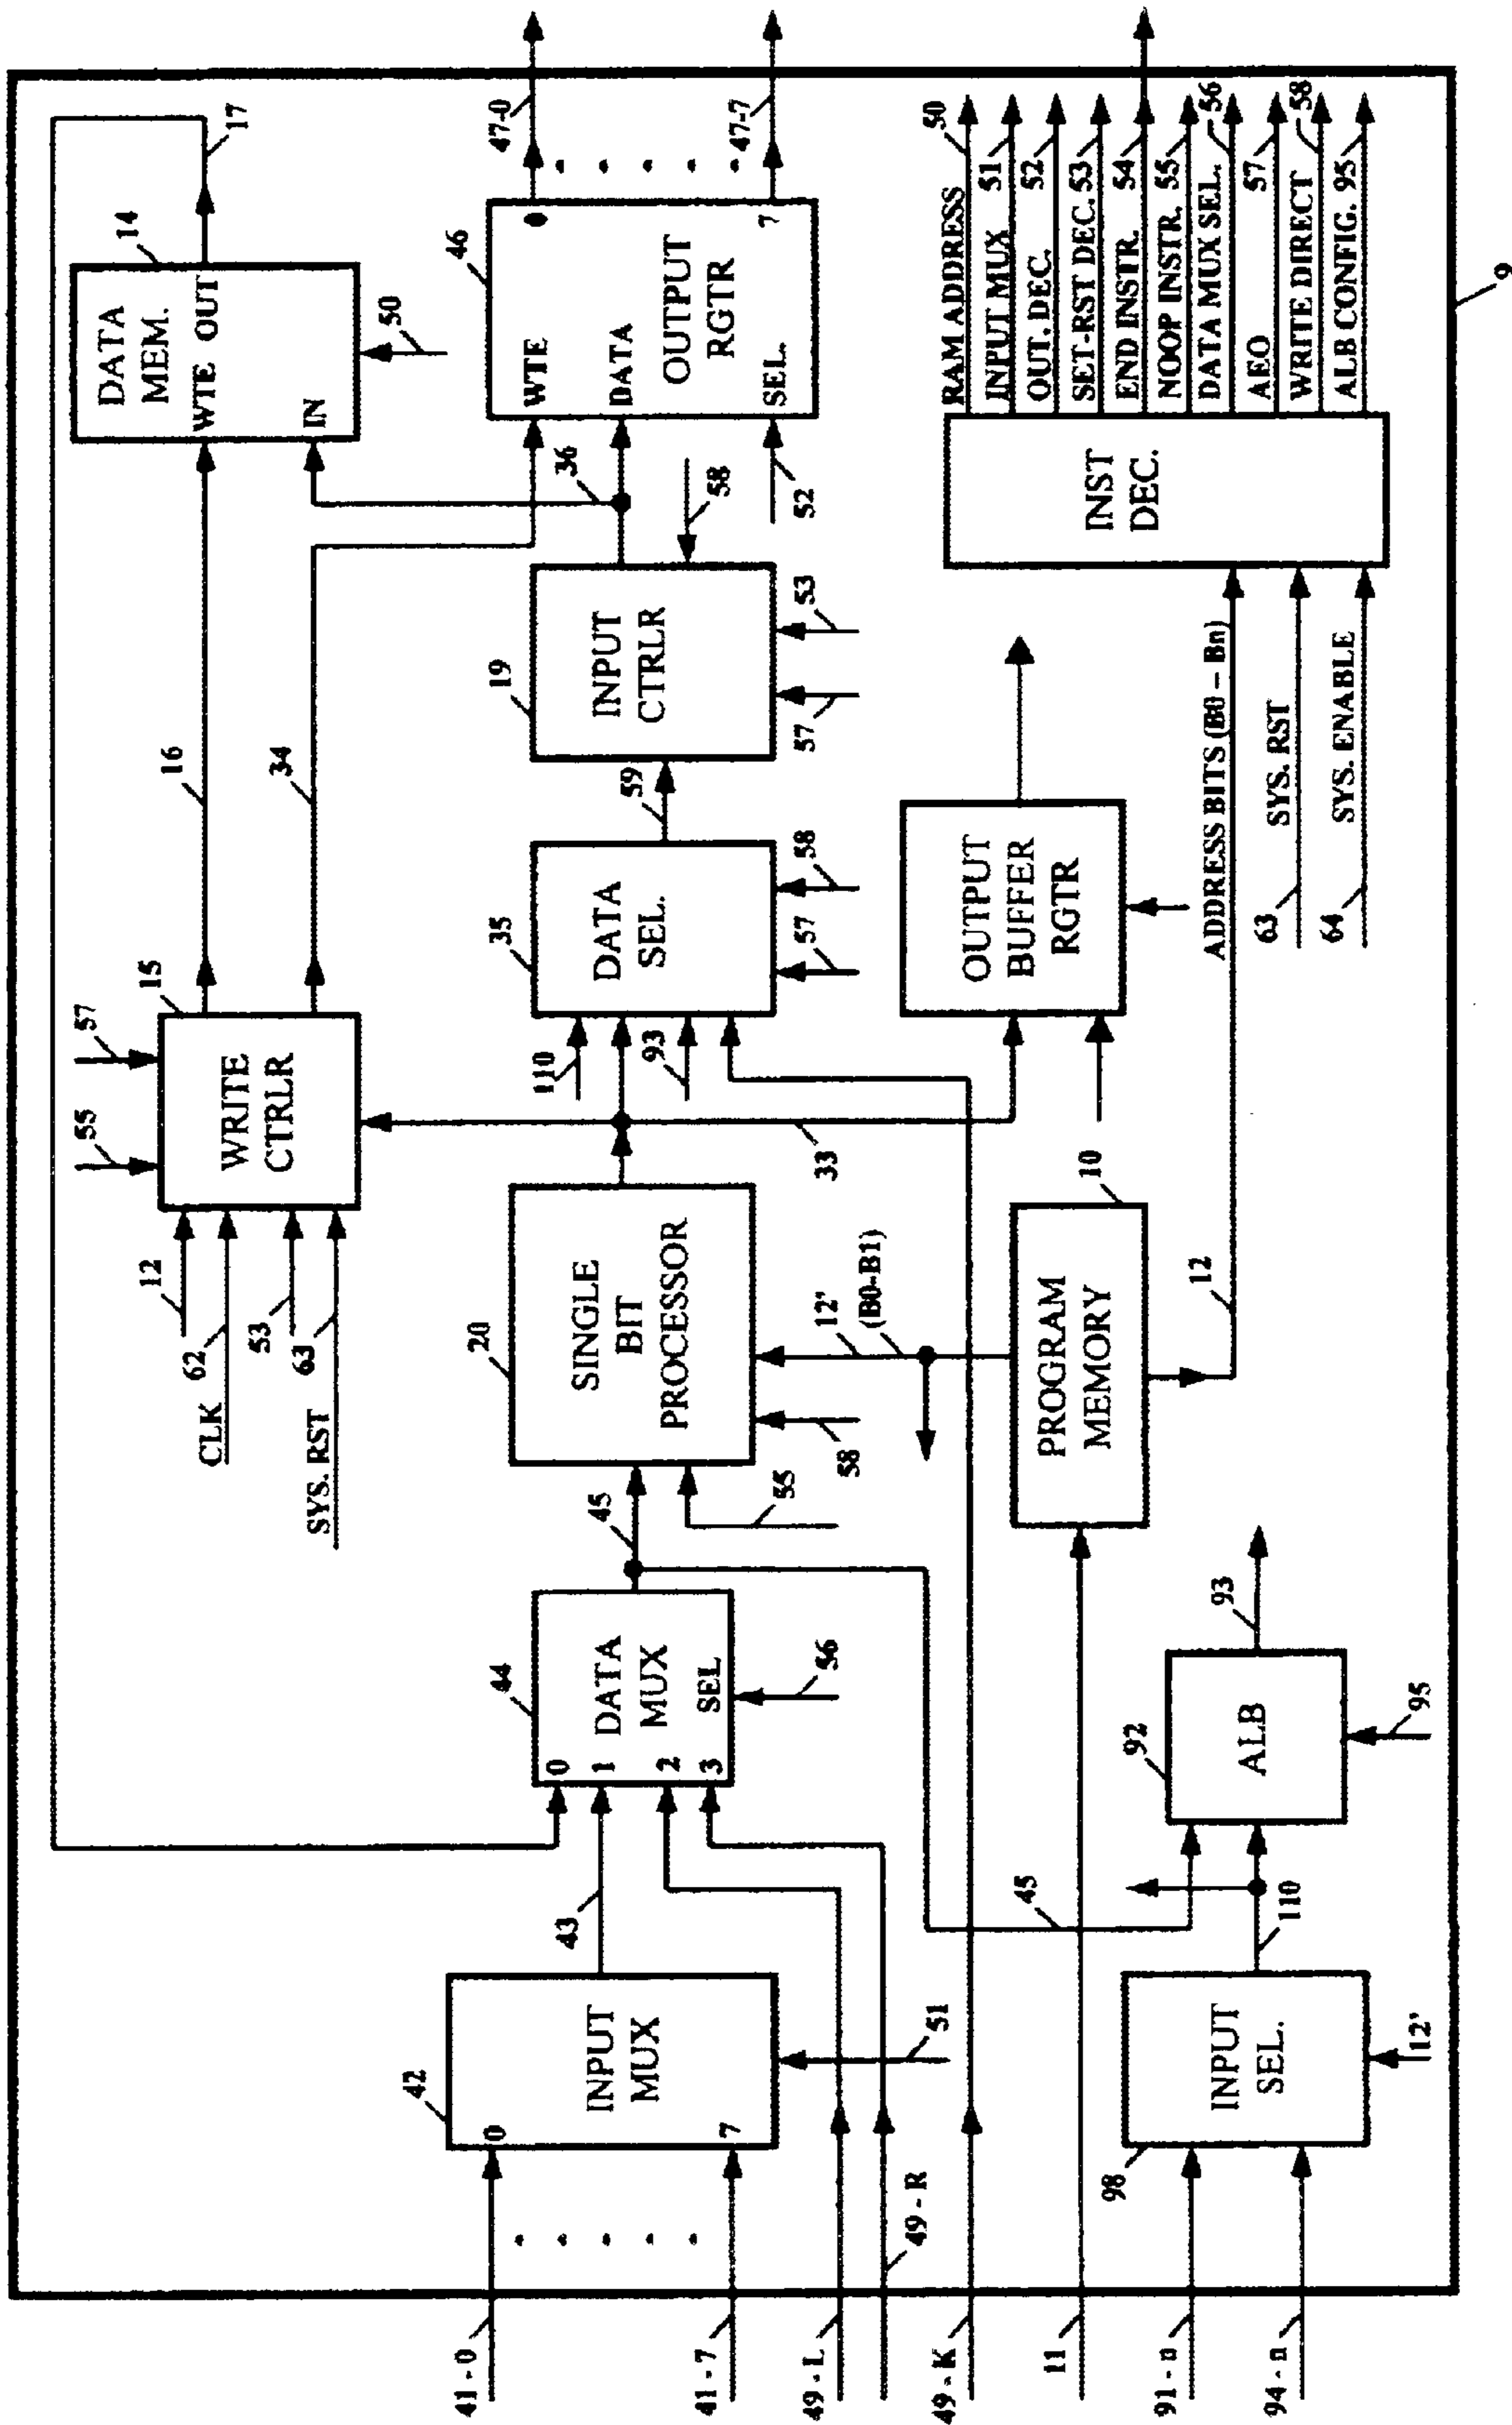 41 - 0
41 - 7
49 - L
49 - R
49 - K
11
91 - n
94 - n
42
0
7
INPUT
MUX
51
43
44
0
1
2
3
DATA
MUX
SEL
56
45
20
SINGLE
BIT
PROCESSOR
55
58
12'
(B0-B1)
33
12
CLK
62
53
SYS. RST
63
55
57
15
WRITE
CTRLR
16
34
110
93
35
DATA
SEL.
57
58
59
19
INPUT
CTRLR
57
53
58
36
14
DATA
MEM.
WTE OUT
IN
50
17
46
WTE
DATA
SEL.
OUTPUT
RGTR
0
7
52
47-0
47-7
98
INPUT
SEL.
12'
110
45
92
ALB
95
93
PROGRAM
MEMORY
10
12
OUTPUT
BUFFER
RGTR
ADDRESS BITS (B0 - Bn)
63
SYS. RST
64
SYS. ENABLE
INST
DEC.
RAM ADDRESS 50
INPUT MUX 51
OUT. DEC. 52
SET-RST DEC. 53
END INSTR. 54
NOOP INSTR. 55
DATA MUX SEL. 56
AEO 57
WRITE DIRECT 58
ALB CONFIG. 95
9